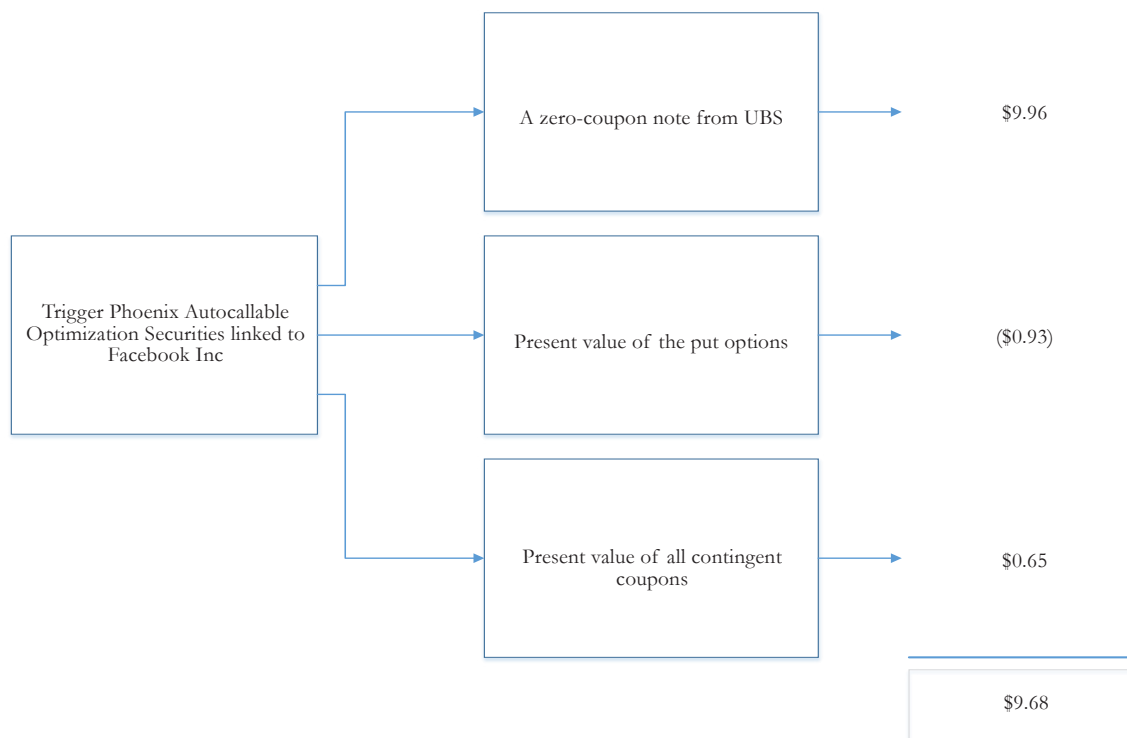 A zero-coupon note from UBS
$9.96
Trigger Phoenix Autocallable
Optimization Securities linked to
Facebook Inc
Present value of the put options
($0.93)
Present value of all contingent
coupons
$0.65
$9.68